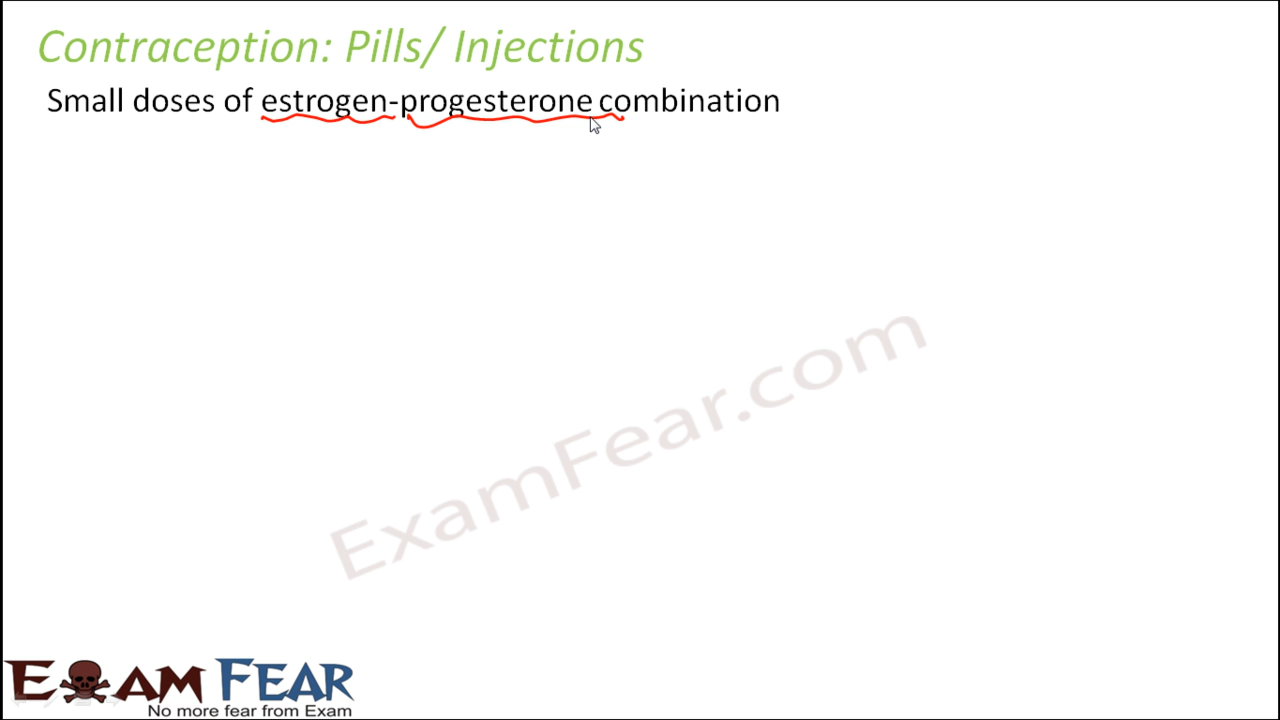 Contraception: Pills/ Injections
Small doses of estrogen-progesterone combination
ExamFear.com
EXAM FEAR
No more fear from Exam